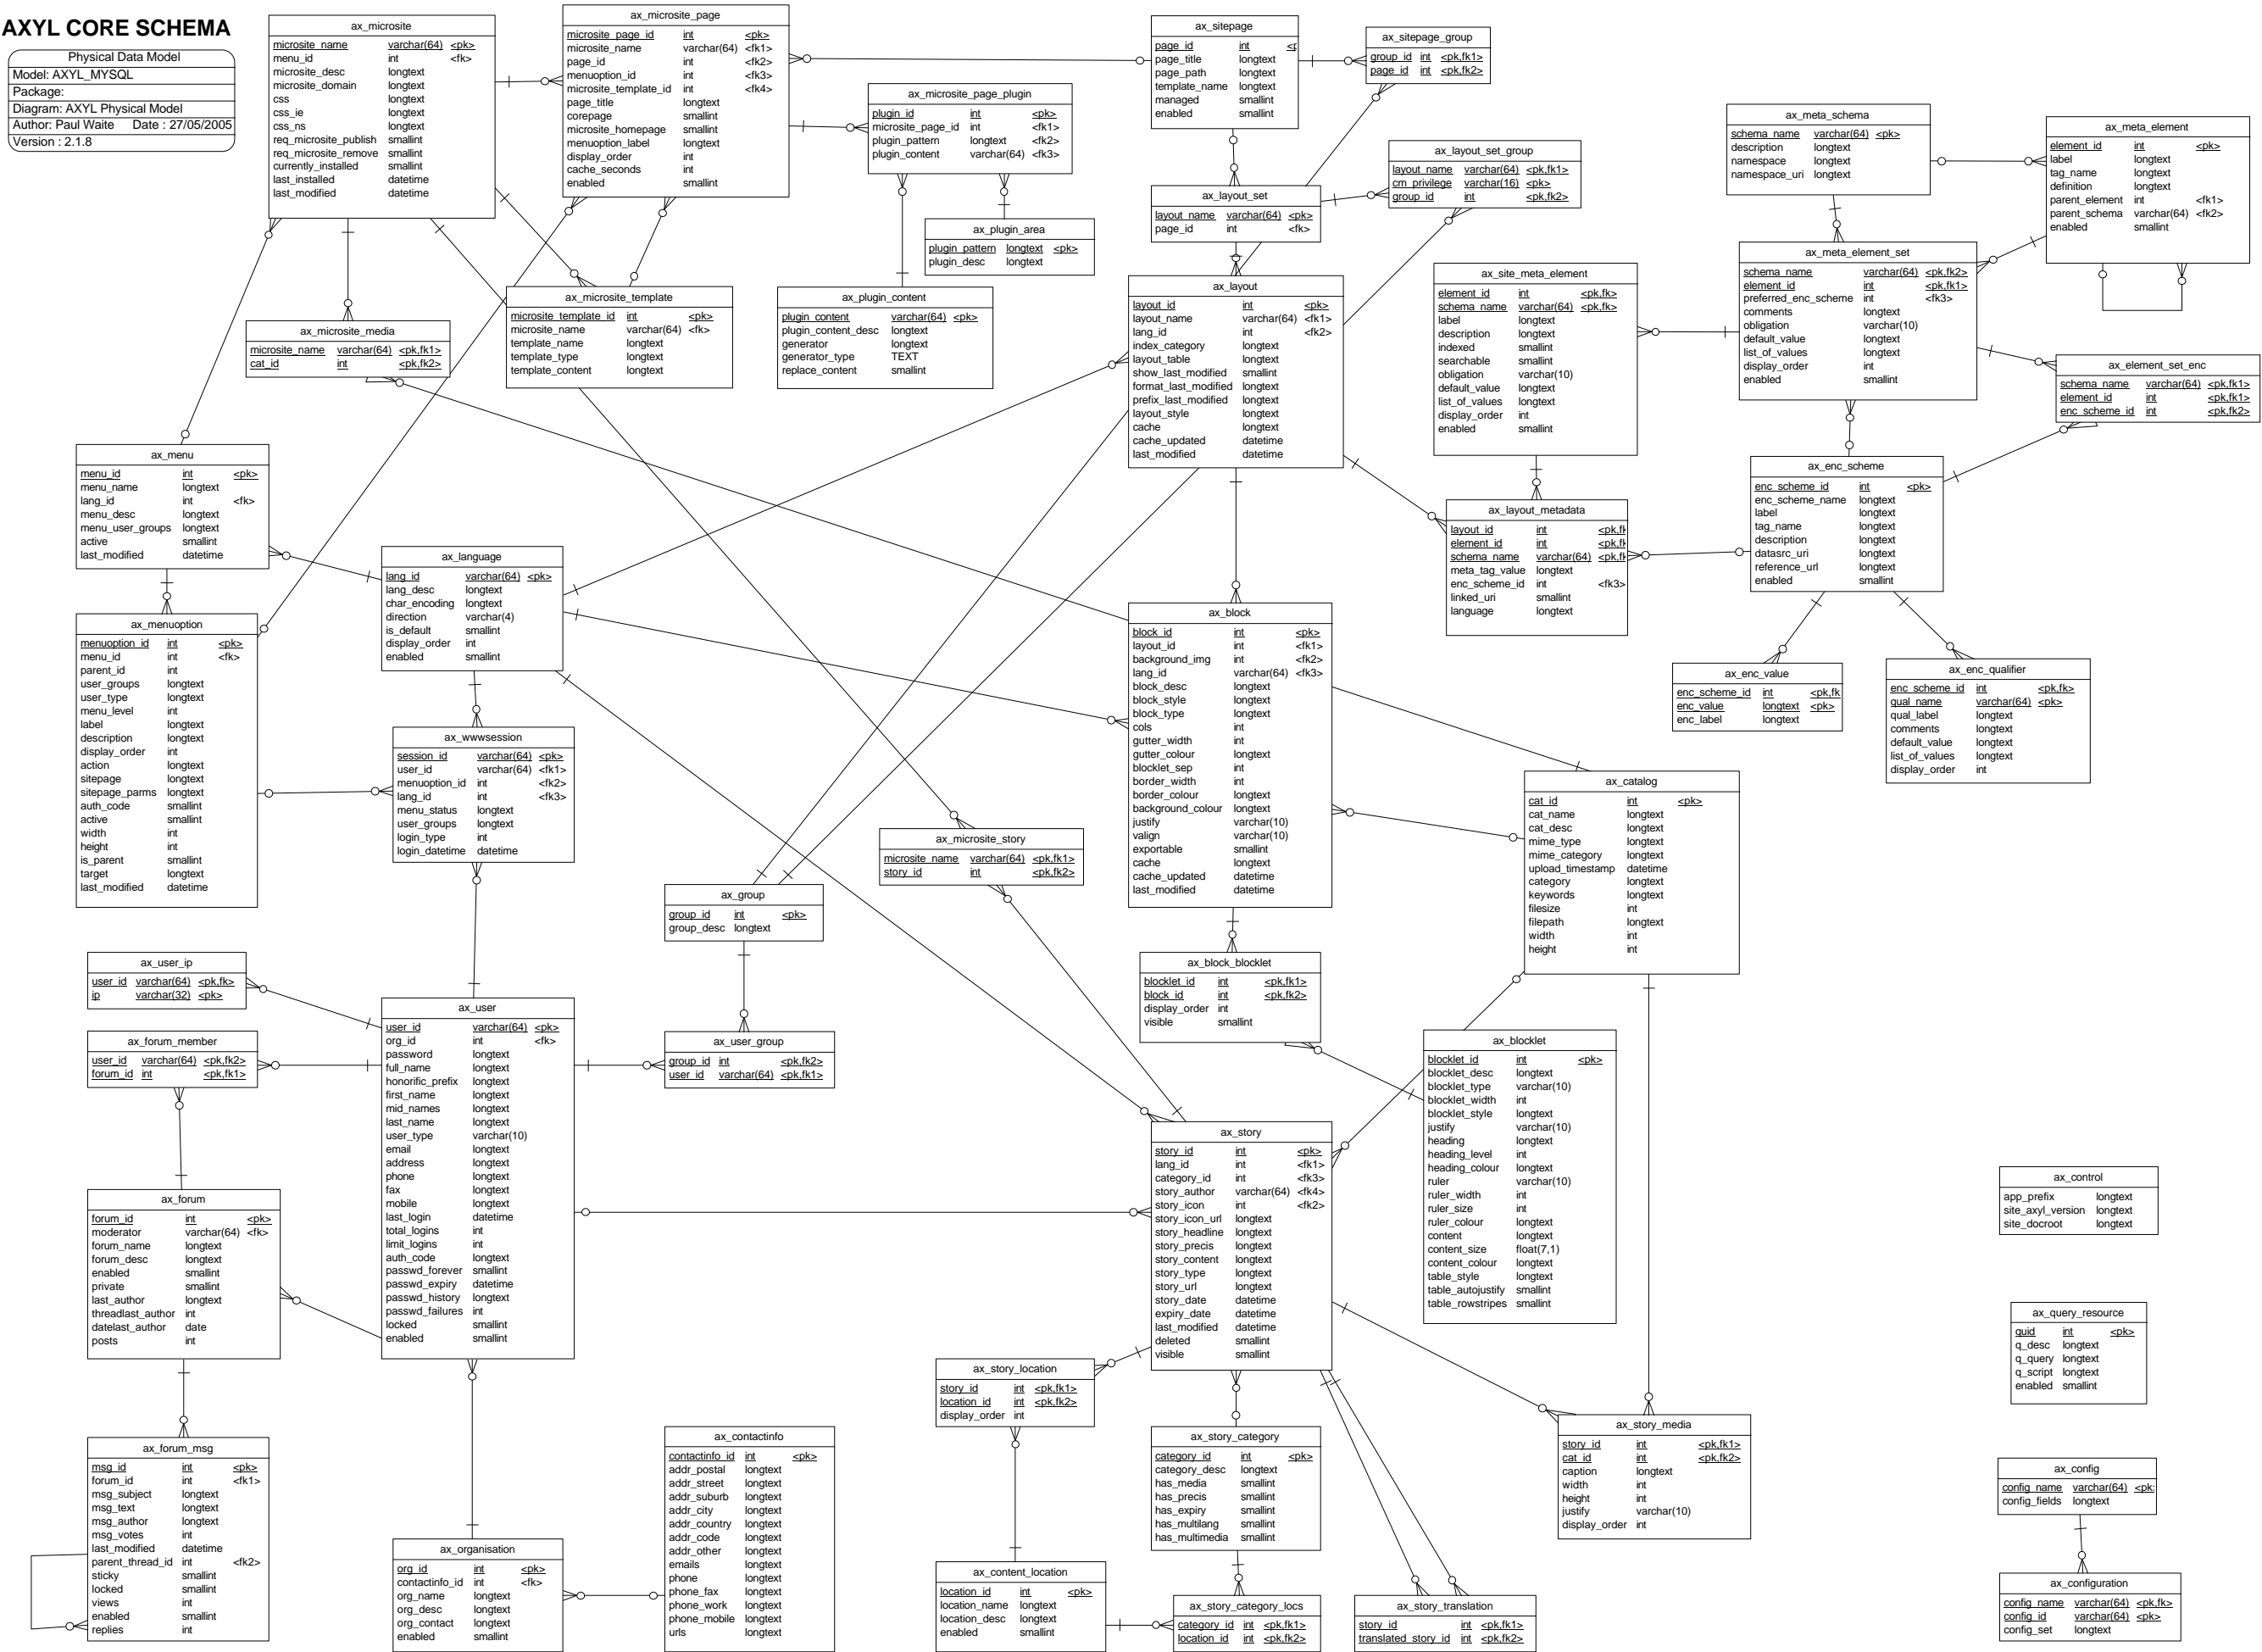 AXYL CORE SCHEMA
Physical Data Model
Model: AXYL_MYSQL
Package:
Diagram: AXYL Physical Model
Author: Paul Waite Date : 27/05/2005
Version : 2.1.8
ax_microsite
microsite_name varchar(64) <pk>
menu_id int <fk>
microsite_desc longtext
microsite_domain longtext
css longtext
css_ie longtext
css_ns longtext
req_microsite_publish smallint
req_microsite_remove smallint
currently_installed smallint
last_installed datetime
last_modified datetime
ax_microsite_page
microsite_page_id int <pk>
microsite_name varchar(64) <fk1>
page_id int <fk2>
menuoption_id int <fk3>
microsite_template_id int <fk4>
page_title longtext
corepage smallint
microsite_homepage smallint
menuoption_label longtext
display_order int
cache_seconds int
enabled smallint
ax_microsite_page_plugin
plugin_id int <pk>
microsite_page_id int <fk1>
plugin_pattern longtext <fk2>
plugin_content varchar(64) <fk3>
ax_sitepage
page_id int <p
page_title longtext
page_path longtext
template_name longtext
managed smallint
enabled smallint
ax_sitepage_group
group_id int <pk,fk1>
page_id int <pk,fk2>
ax_layout_set_group
layout_name varchar(64) <pk,fk1>
cm_privilege varchar(16) <pk>
group_id int <pk,fk2>
ax_layout_set
layout_name varchar(64) <pk>
page_id int <fk>
ax_meta_schema
schema_name varchar(64) <pk>
description longtext
namespace longtext
namespace_uri longtext
ax_meta_element
element_id int <pk>
label longtext
tag_name longtext
definition longtext
parent_element int <fk1>
parent_schema varchar(64) <fk2>
enabled smallint
ax_plugin_area
plugin_pattern longtext <pk>
plugin_desc longtext
ax_meta_element_set
schema_name varchar(64) <pk,fk2>
element_id int <pk,fk1>
preferred_enc_scheme int <fk3>
comments longtext
obligation varchar(10)
default_value longtext
list_of_values longtext
display_order int
enabled smallint
ax_microsite_template
microsite_template_id int <pk>
microsite_name varchar(64) <fk>
template_name longtext
template_type longtext
template_content longtext
ax_plugin_content
plugin_content varchar(64) <pk>
plugin_content_desc longtext
generator longtext
generator_type TEXT
replace_content smallint
ax_layout
layout_id int <pk>
layout_name varchar(64) <fk1>
lang_id int <fk2>
index_category longtext
layout_table longtext
show_last_modified smallint
format_last_modified longtext
prefix_last_modified longtext
layout_style longtext
cache longtext
cache_updated datetime
last_modified datetime
ax_site_meta_element
element_id int <pk,fk>
schema_name varchar(64) <pk,fk>
label longtext
description longtext
indexed smallint
searchable smallint
obligation varchar(10)
default_value longtext
list_of_values longtext
display_order int
enabled smallint
ax_microsite_media
microsite_name varchar(64) <pk,fk1>
cat_id int <pk,fk2>
ax_element_set_enc
schema_name varchar(64) <pk,fk1>
element_id int <pk,fk1>
enc_scheme_id int <pk,fk2>
ax_menu
menu_id int <pk>
menu_name longtext
lang_id int <fk>
menu_desc longtext
menu_user_groups longtext
active smallint
last_modified datetime
ax_enc_scheme
enc_scheme_id int <pk>
enc_scheme_name longtext
label longtext
tag_name longtext
description longtext
datasrc_uri longtext
reference_url longtext
enabled smallint
ax_layout_metadata
layout_id int <pk,fk
element_id int <pk,fk
schema_name varchar(64) <pk,fk
meta_tag_value longtext
enc_scheme_id int <fk3>
linked_uri smallint
language longtext
ax_language
lang_id varchar(64) <pk>
lang_desc longtext
char_encoding longtext
direction varchar(4)
is_default smallint
display_order int
enabled smallint
ax_menuoption
menuoption_id int <pk>
menu_id int <fk>
parent_id int
user_groups longtext
user_type longtext
menu_level int
label longtext
description longtext
display_order int
action longtext
sitepage longtext
sitepage_parms longtext
auth_code smallint
active smallint
width int
height int
is_parent smallint
target longtext
last_modified datetime
ax_block
block_id int <pk>
layout_id int <fk1>
background_img int <fk2>
lang_id varchar(64) <fk3>
block_desc longtext
block_style longtext
block_type longtext
cols int
gutter_width int
gutter_colour longtext
blocklet_sep int
border_width int
border_colour longtext
background_colour longtext
justify varchar(10)
valign varchar(10)
exportable smallint
cache longtext
cache_updated datetime
last_modified datetime
ax_enc_value
enc_scheme_id int <pk,fk
enc_value longtext <pk>
enc_label longtext
ax_enc_qualifier
enc_scheme_id int <pk,fk>
qual_name varchar(64) <pk>
qual_label longtext
comments longtext
default_value longtext
list_of_values longtext
display_order int
ax_wwwsession
session_id varchar(64) <pk>
user_id varchar(64) <fk1>
menuoption_id int <fk2>
lang_id int <fk3>
menu_status longtext
user_groups longtext
login_type int
login_datetime datetime
ax_catalog
cat_id int <pk>
cat_name longtext
cat_desc longtext
mime_type longtext
mime_category longtext
upload_timestamp datetime
category longtext
keywords longtext
filesize int
filepath longtext
width int
height int
ax_microsite_story
microsite_name varchar(64) <pk,fk1>
story_id int <pk,fk2>
ax_group
group_id int <pk>
group_desc longtext
ax_user_ip
user_id varchar(64) <pk,fk>
ip varchar(32) <pk>
ax_block_blocklet
blocklet_id int <pk,fk1>
block_id int <pk,fk2>
display_order int
visible smallint
ax_user
user_id varchar(64) <pk>
org_id int <fk>
password longtext
full_name longtext
honorific_prefix longtext
first_name longtext
mid_names longtext
last_name longtext
user_type varchar(10)
email longtext
address longtext
phone longtext
fax longtext
mobile longtext
last_login datetime
total_logins int
limit_logins int
auth_code longtext
passwd_forever smallint
passwd_expiry datetime
passwd_history longtext
passwd_failures int
locked smallint
enabled smallint
ax_forum_member
user_id varchar(64) <pk,fk2>
forum_id int <pk,fk1>
ax_user_group
group_id int <pk,fk2>
user_id varchar(64) <pk,fk1>
ax_blocklet
blocklet_id int <pk>
blocklet_desc longtext
blocklet_type varchar(10)
blocklet_width int
blocklet_style longtext
justify varchar(10)
heading longtext
heading_level int
heading_colour longtext
ruler varchar(10)
ruler_width int
ruler_size int
ruler_colour longtext
content longtext
content_size float(7,1)
content_colour longtext
table_style longtext
table_autojustify smallint
table_rowstripes smallint
ax_story
story_id int <pk>
lang_id int <fk1>
category_id int <fk3>
story_author varchar(64) <fk4>
story_icon int <fk2>
story_icon_url longtext
story_headline longtext
story_precis longtext
story_content longtext
story_type longtext
story_url longtext
story_date datetime
expiry_date datetime
last_modified datetime
deleted smallint
visible smallint
ax_control
app_prefix longtext
site_axyl_version longtext
site_docroot longtext
ax_forum
forum_id int <pk>
moderator varchar(64) <fk>
forum_name longtext
forum_desc longtext
enabled smallint
private smallint
last_author longtext
threadlast_author int
datelast_author date
posts int
ax_query_resource
quid int <pk>
q_desc longtext
q_query longtext
q_script longtext
enabled smallint
ax_story_location
story_id int <pk,fk1>
location_id int <pk,fk2>
display_order int
ax_story_media
story_id int <pk,fk1>
cat_id int <pk,fk2>
caption longtext
width int
height int
justify varchar(10)
display_order int
ax_contactinfo
contactinfo_id int <pk>
addr_postal longtext
addr_street longtext
addr_suburb longtext
addr_city longtext
addr_country longtext
addr_code longtext
addr_other longtext
emails longtext
phone longtext
phone_fax longtext
phone_work longtext
phone_mobile longtext
urls longtext
ax_story_category
category_id int <pk>
category_desc longtext
has_media smallint
has_precis smallint
has_expiry smallint
has_multilang smallint
has_multimedia smallint
ax_forum_msg
msg_id int <pk>
forum_id int <fk1>
msg_subject longtext
msg_text longtext
msg_author longtext
msg_votes int
last_modified datetime
parent_thread_id int <fk2>
sticky smallint
locked smallint
views int
enabled smallint
replies int
ax_config
config_name varchar(64) <pk
config_fields longtext
ax_organisation
org_id int <pk>
contactinfo_id int <fk>
org_name longtext
org_desc longtext
org_contact longtext
enabled smallint
ax_content_location
location_id int <pk>
location_name longtext
location_desc longtext
enabled smallint
ax_story_category_locs
category_id int <pk,fk1>
location_id int <pk,fk2>
ax_story_translation
story_id int <pk,fk1>
translated_story_id int <pk,fk2>
ax_configuration
config_name varchar(64) <pk,fk>
config_id varchar(64) <pk>
config_set longtext